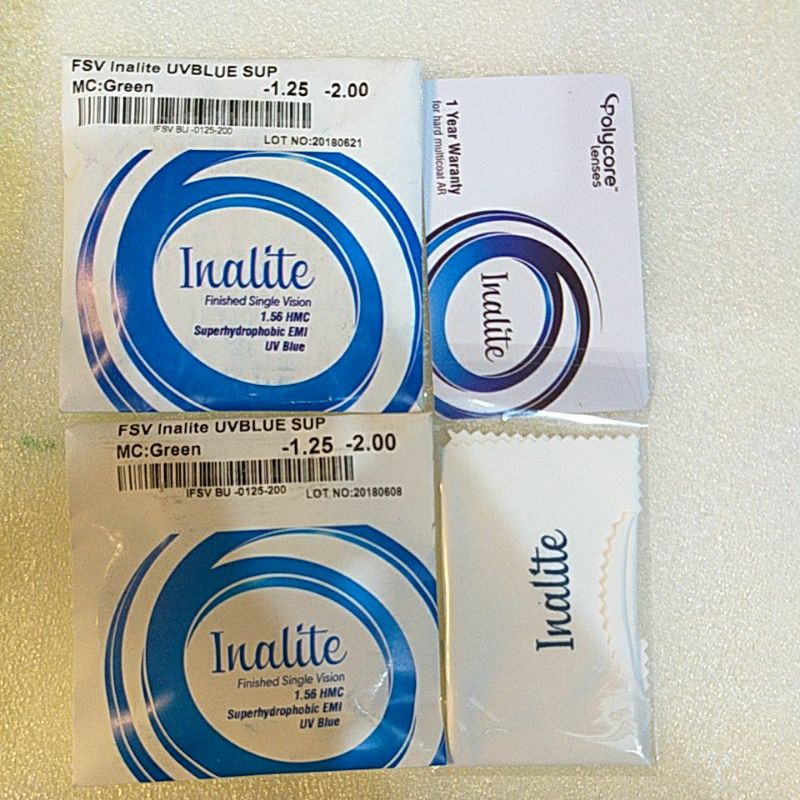 FSV Inalite UVBLUE SUP
MC:Green -1.25 -2.00
IFSV BU -0125-200
LOT NO:20180621
Inalite
Finished Single Vision
1.56 HMC
Superhydrophobic EMI
UV Blue
Polycore™
lenses
1 Year Waranty
for hard multicoat AR
Inalite
FSV Inalite UVBLUE SUP
MC:Green -1.25 -2.00
IFSV BU -0125-200 LOT NO:20180608
Inalite
Finished Single Vision
1.56 HMC
Superhydrophobic EMI
UV Blue
Inalite